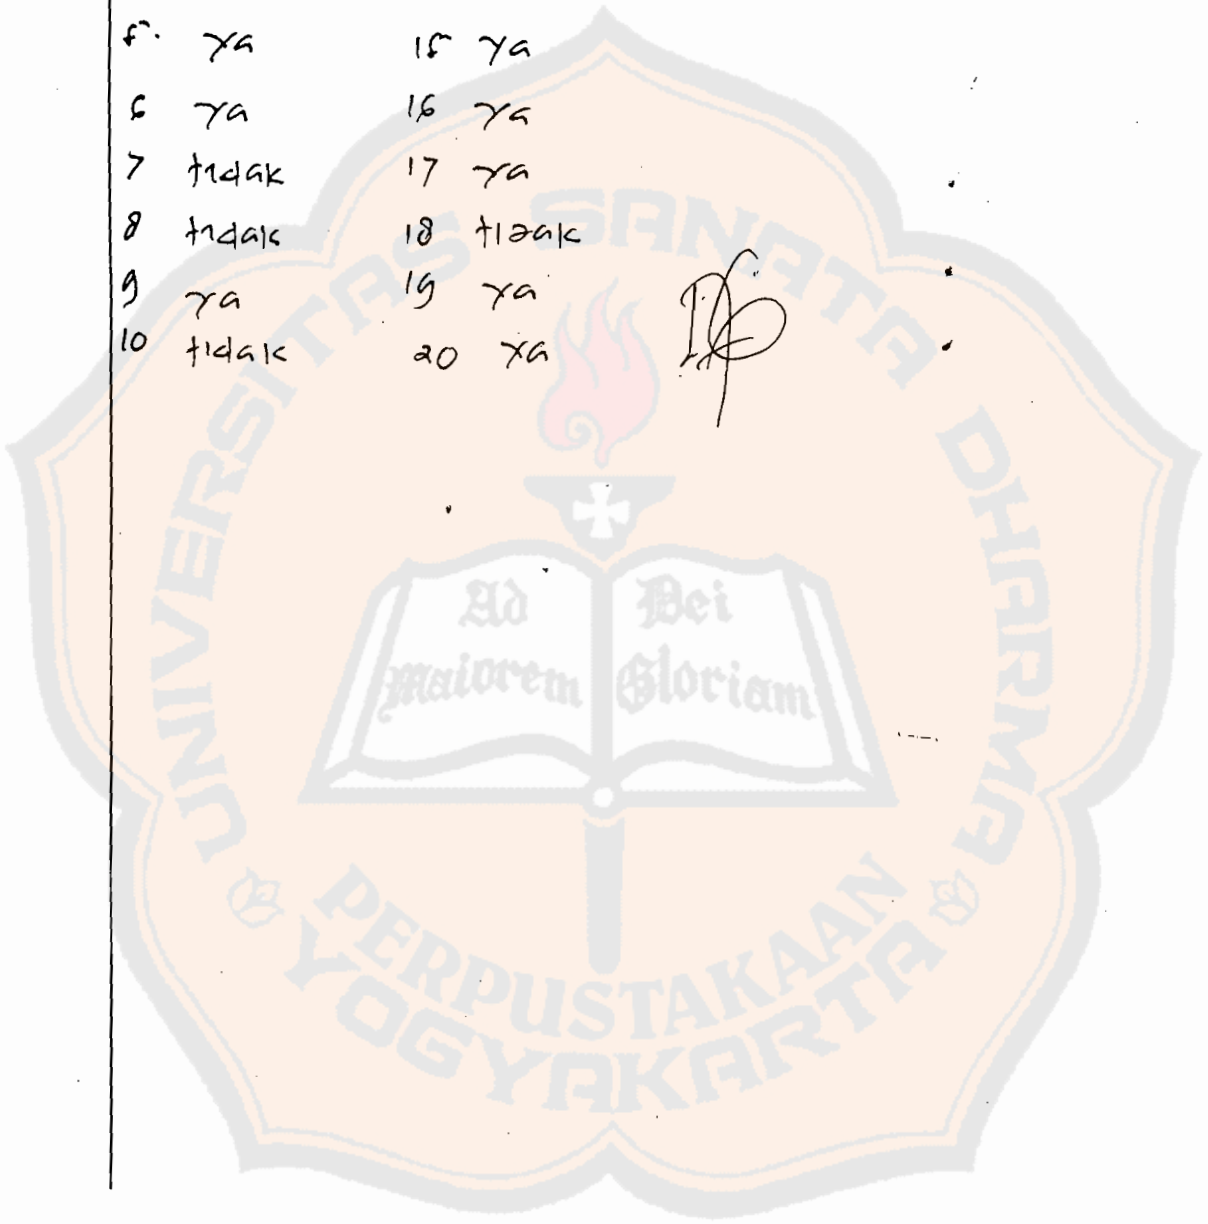 5. ya 15 ya
6 ya 16 ya
7 tidak 17 ya
8 tidak 18 tidak
9 ya 19 ya
10 tidak 20 ya
UNIVERSITAS SANATA DHARMA
Ad Dei
Maiorem Gloriam
PERPUSTAKAAN
YOGYAKARTA